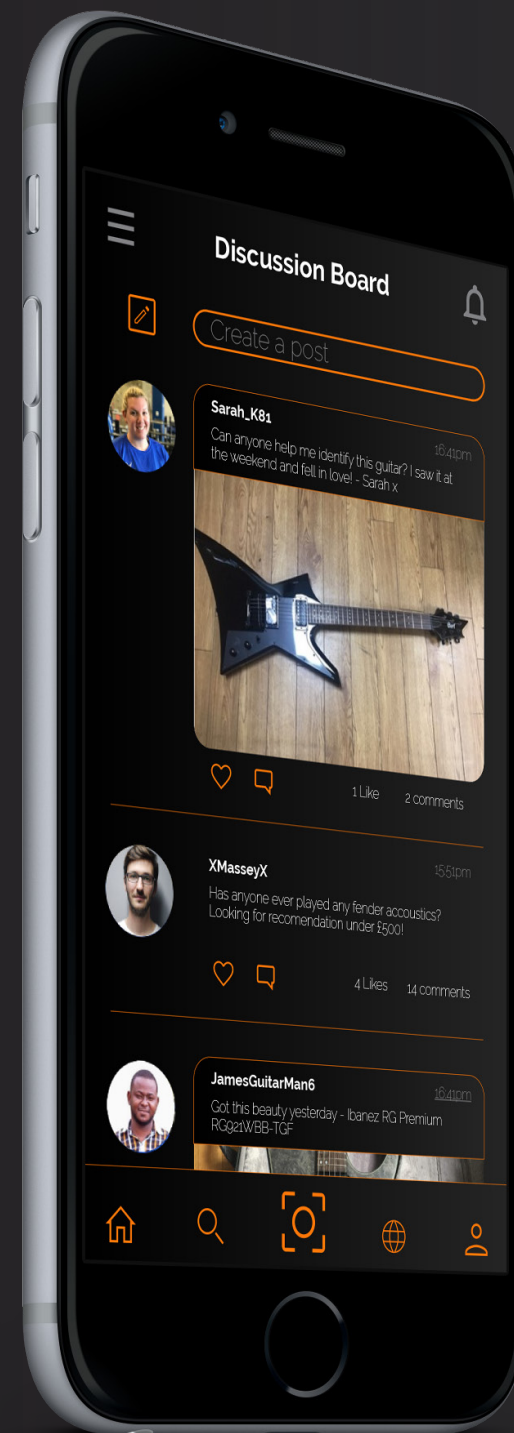 Discussion Board
Create a post
Sarah_K81
16:41pm
Can anyone help me identify this guitar? I saw it at
the weekend and fell in love! - Sarah x
1 Like 2 comments
XMasseyX
15:51pm
Has anyone ever played any fender accoustics?
Looking for recomendation under £500!
4 Likes 14 comments
JamesGuitarMan6
16:41pm
Got this beauty yesterday - Ibanez RG Premium
RG921WBB-TGF